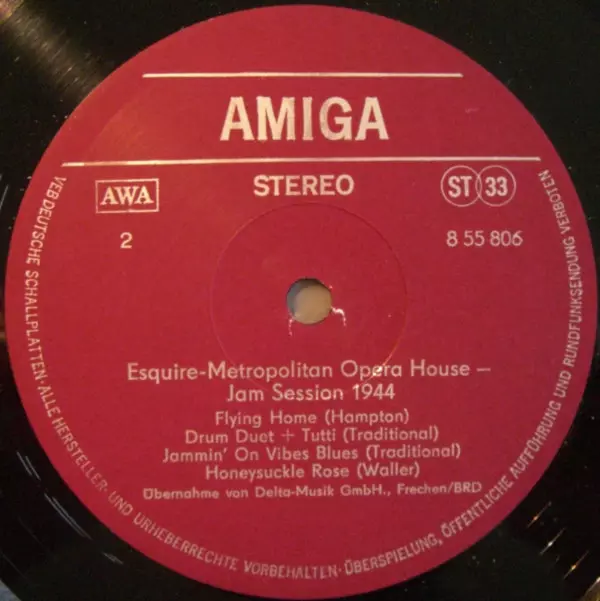 AMIGA
AWA
STEREO
ST 33
2
8 55 806
Esquire-Metropolitan Opera House –
Jam Session 1944
Flying Home (Hampton)
Drum Duet + Tutti (Traditional)
Jammin' On Vibes Blues (Traditional)
Honeysuckle Rose (Waller)
Übernahme von Delta-Musik GmbH., Frechen/BRD
VEB DEUTSCHE SCHALLPLATTEN · ALLE HERSTELLER- UND URHEBERRECHTE VORBEHALTEN · ÜBERSPIELUNG, ÖFFENTLICHE AUFFÜHRUNG UND RUNDFUNKSENDUNG VERBOTEN